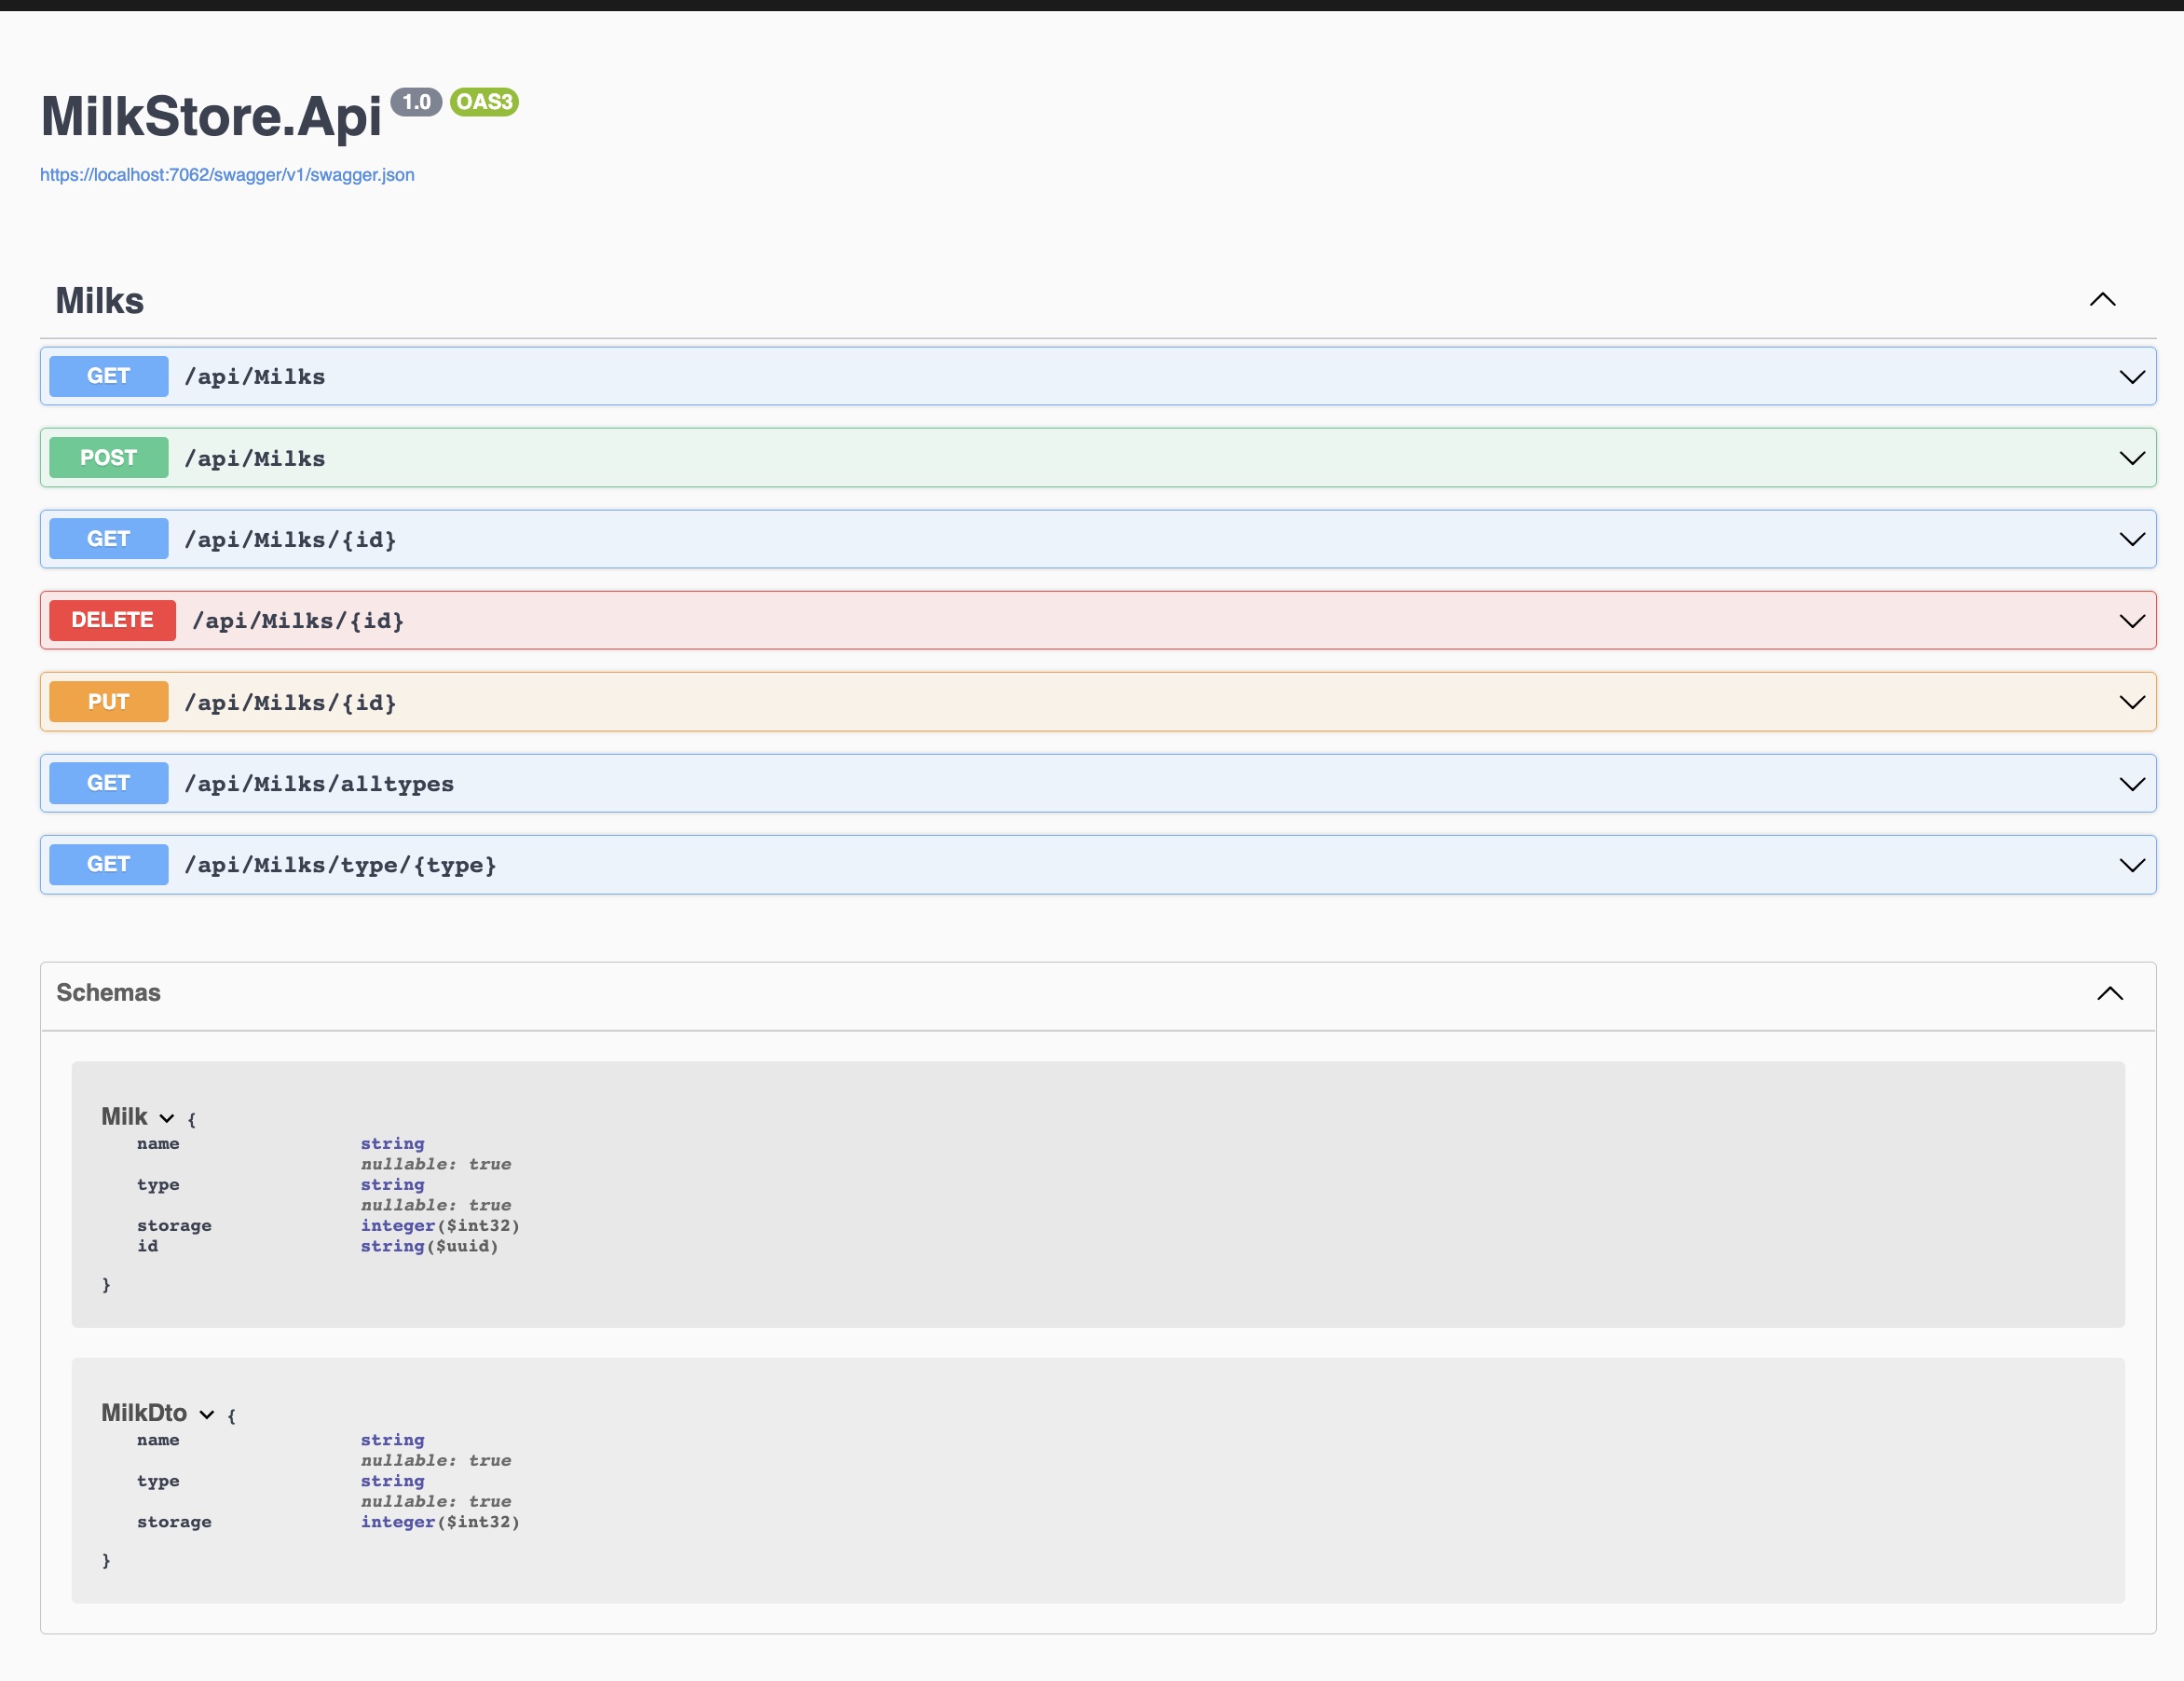 MilkStore.Api 1.0 OAS3
https://localhost:7062/swagger/v1/swagger.json
Milks
GET /api/Milks
POST /api/Milks
GET /api/Milks/{id}
DELETE /api/Milks/{id}
PUT /api/Milks/{id}
GET /api/Milks/alltypes
GET /api/Milks/type/{type}
Schemas
Milk {
name string
nullable: true
type string
nullable: true
storage integer($int32)
id string($uuid)
}
MilkDto {
name string
nullable: true
type string
nullable: true
storage integer($int32)
}